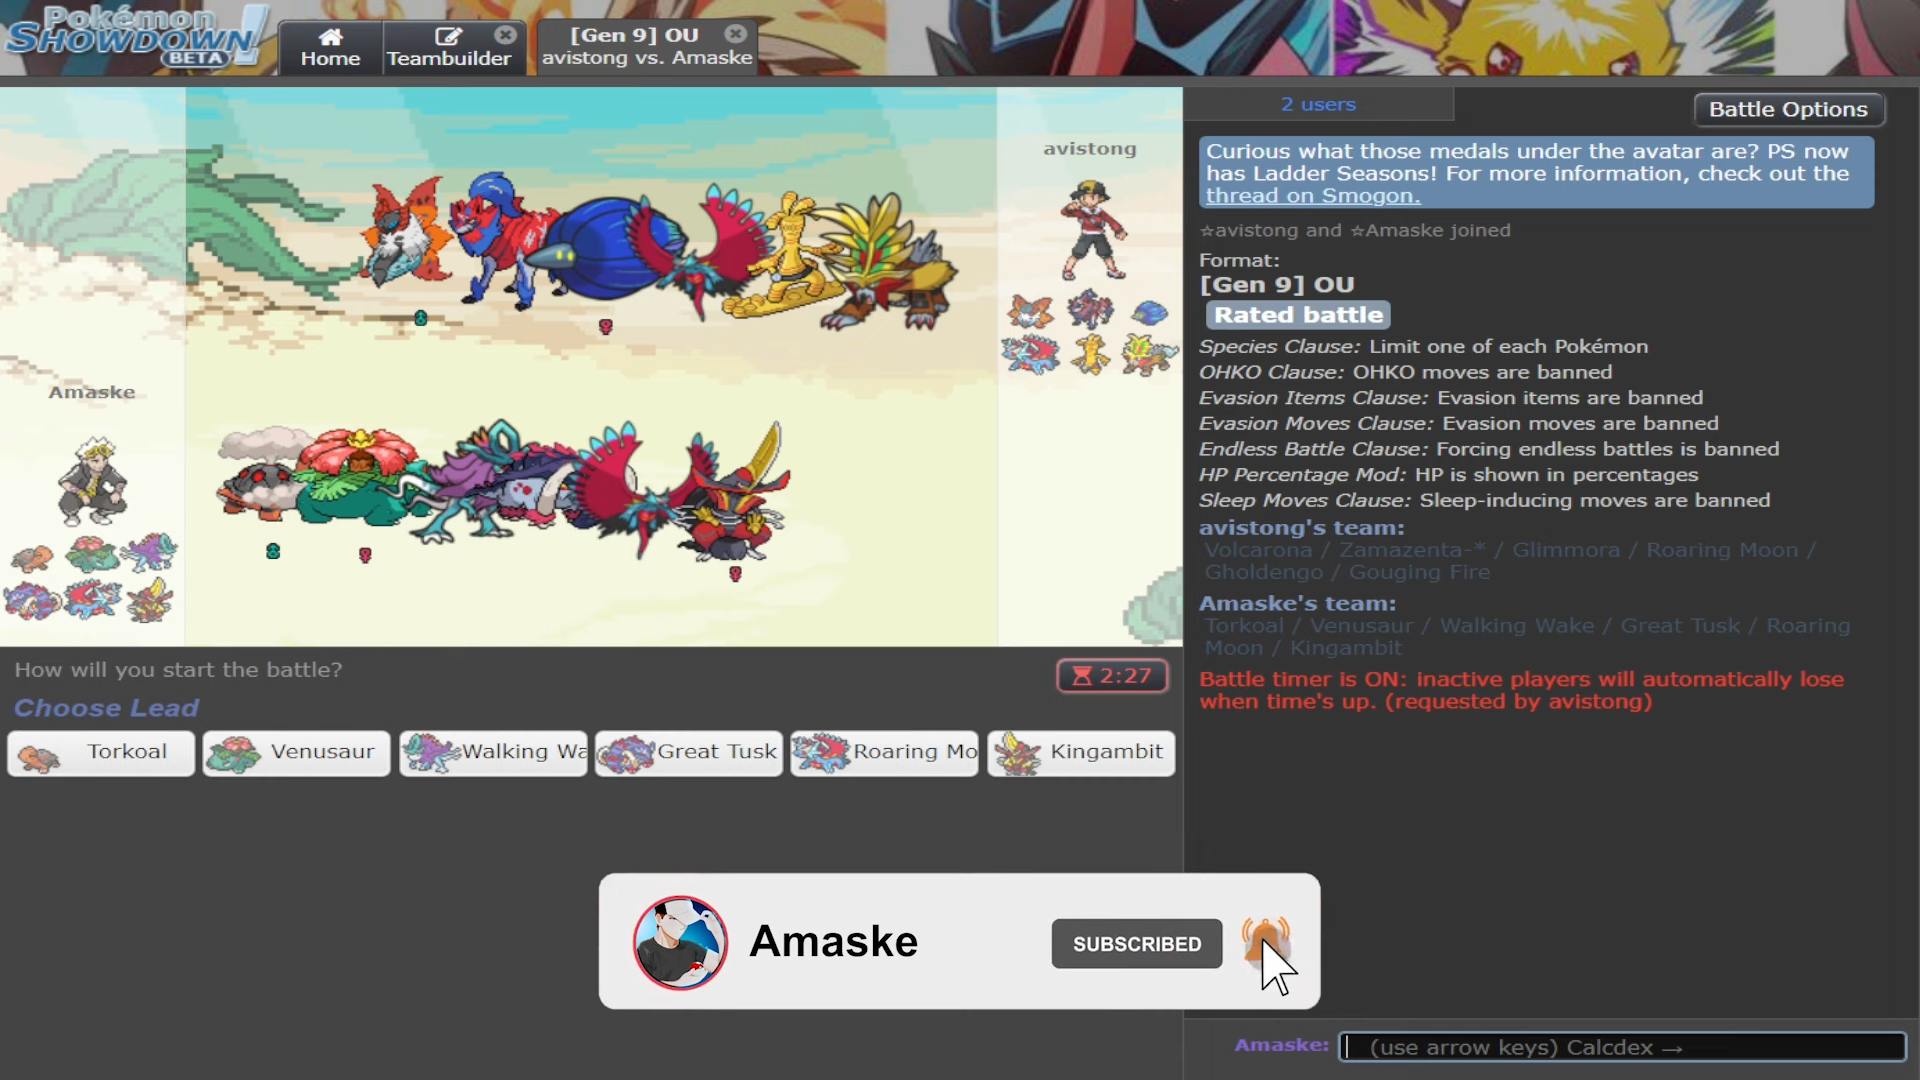 Pokémon
SHOWDOWN!
BETA
Home
Teambuilder
[Gen 9] OU
avistong vs. Amaske
2 users
Battle Options
avistong
Amaske
Curious what those medals under the avatar are? PS now
has Ladder Seasons! For more information, check out the
thread on Smogon.
☆avistong and ☆Amaske joined
Format:
[Gen 9] OU
Rated battle
Species Clause: Limit one of each Pokémon
OHKO Clause: OHKO moves are banned
Evasion Items Clause: Evasion items are banned
Evasion Moves Clause: Evasion moves are banned
Endless Battle Clause: Forcing endless battles is banned
HP Percentage Mod: HP is shown in percentages
Sleep Moves Clause: Sleep-inducing moves are banned
avistong's team:
Volcarona / Zamazenta-* / Glimmora / Roaring Moon /
Gholdengo / Gouging Fire
Amaske's team:
Torkoal / Venusaur / Walking Wake / Great Tusk / Roaring
Moon / Kingambit
Battle timer is ON: inactive players will automatically lose
when time's up. (requested by avistong)
How will you start the battle?
2:27
Choose Lead
Torkoal
Venusaur
Walking Wa
Great Tusk
Roaring Mo
Kingambit
Amaske
SUBSCRIBED
Amaske: (use arrow keys) Calcdex →